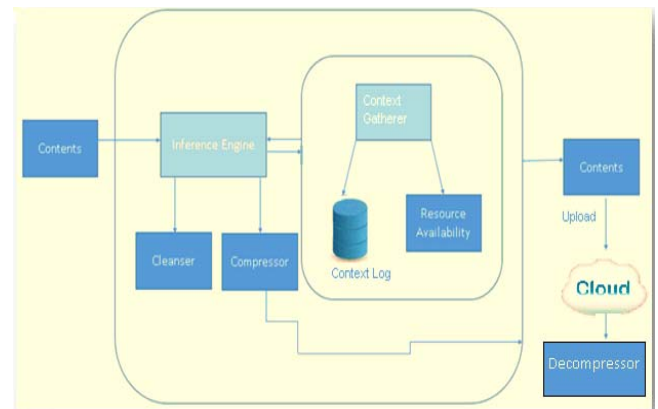 Contents
Inference Engine
Context
Gatherer
Cleanser
Compressor
Context Log
Resource
Availability
Contents
Upload
Cloud
Decompressor